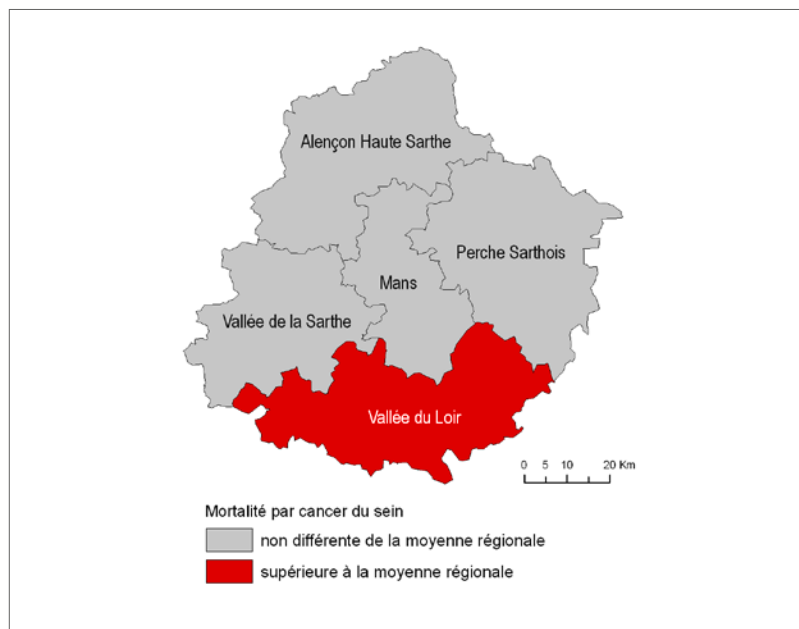 Alençon Haute Sarthe
Perche Sarthois
Mans
Vallée de la Sarthe
Vallée du Loir
0 5 10 20 Km
Mortalité par cancer du sein
non différente de la moyenne régionale
supérieure à la moyenne régionale